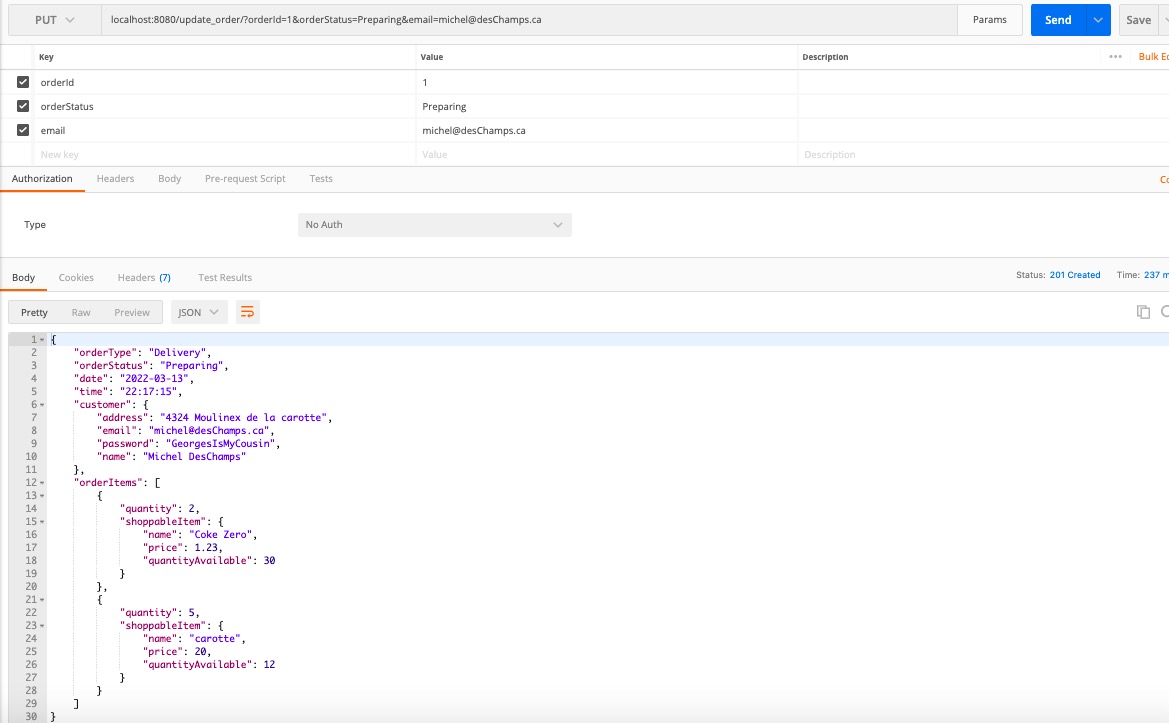 PUT localhost:8080/update_order/?orderId=1&orderStatus=Preparing&email=michel@desChamps.ca Params Send Save
Key Value Description ••• Bulk Ed
orderId 1
orderStatus Preparing
email michel@desChamps.ca
New key Value Description
Authorization Headers Body Pre-request Script Tests Co
Type No Auth
Body Cookies Headers (7) Test Results Status: 201 Created Time: 237 m
Pretty Raw Preview JSON
1 {
2 "orderType": "Delivery",
3 "orderStatus": "Preparing",
4 "date": "2022-03-13",
5 "time": "22:17:15",
6 "customer": {
7 "address": "4324 Moulinex de la carotte",
8 "email": "michel@desChamps.ca",
9 "password": "GeorgesIsMyCousin",
10 "name": "Michel DesChamps"
11 },
12 "orderItems": [
13 {
14 "quantity": 2,
15 "shoppableItem": {
16 "name": "Coke Zero",
17 "price": 1.23,
18 "quantityAvailable": 30
19 }
20 },
21 {
22 "quantity": 5,
23 "shoppableItem": {
24 "name": "carotte",
25 "price": 20,
26 "quantityAvailable": 12
27 }
28 }
29 ]
30 }